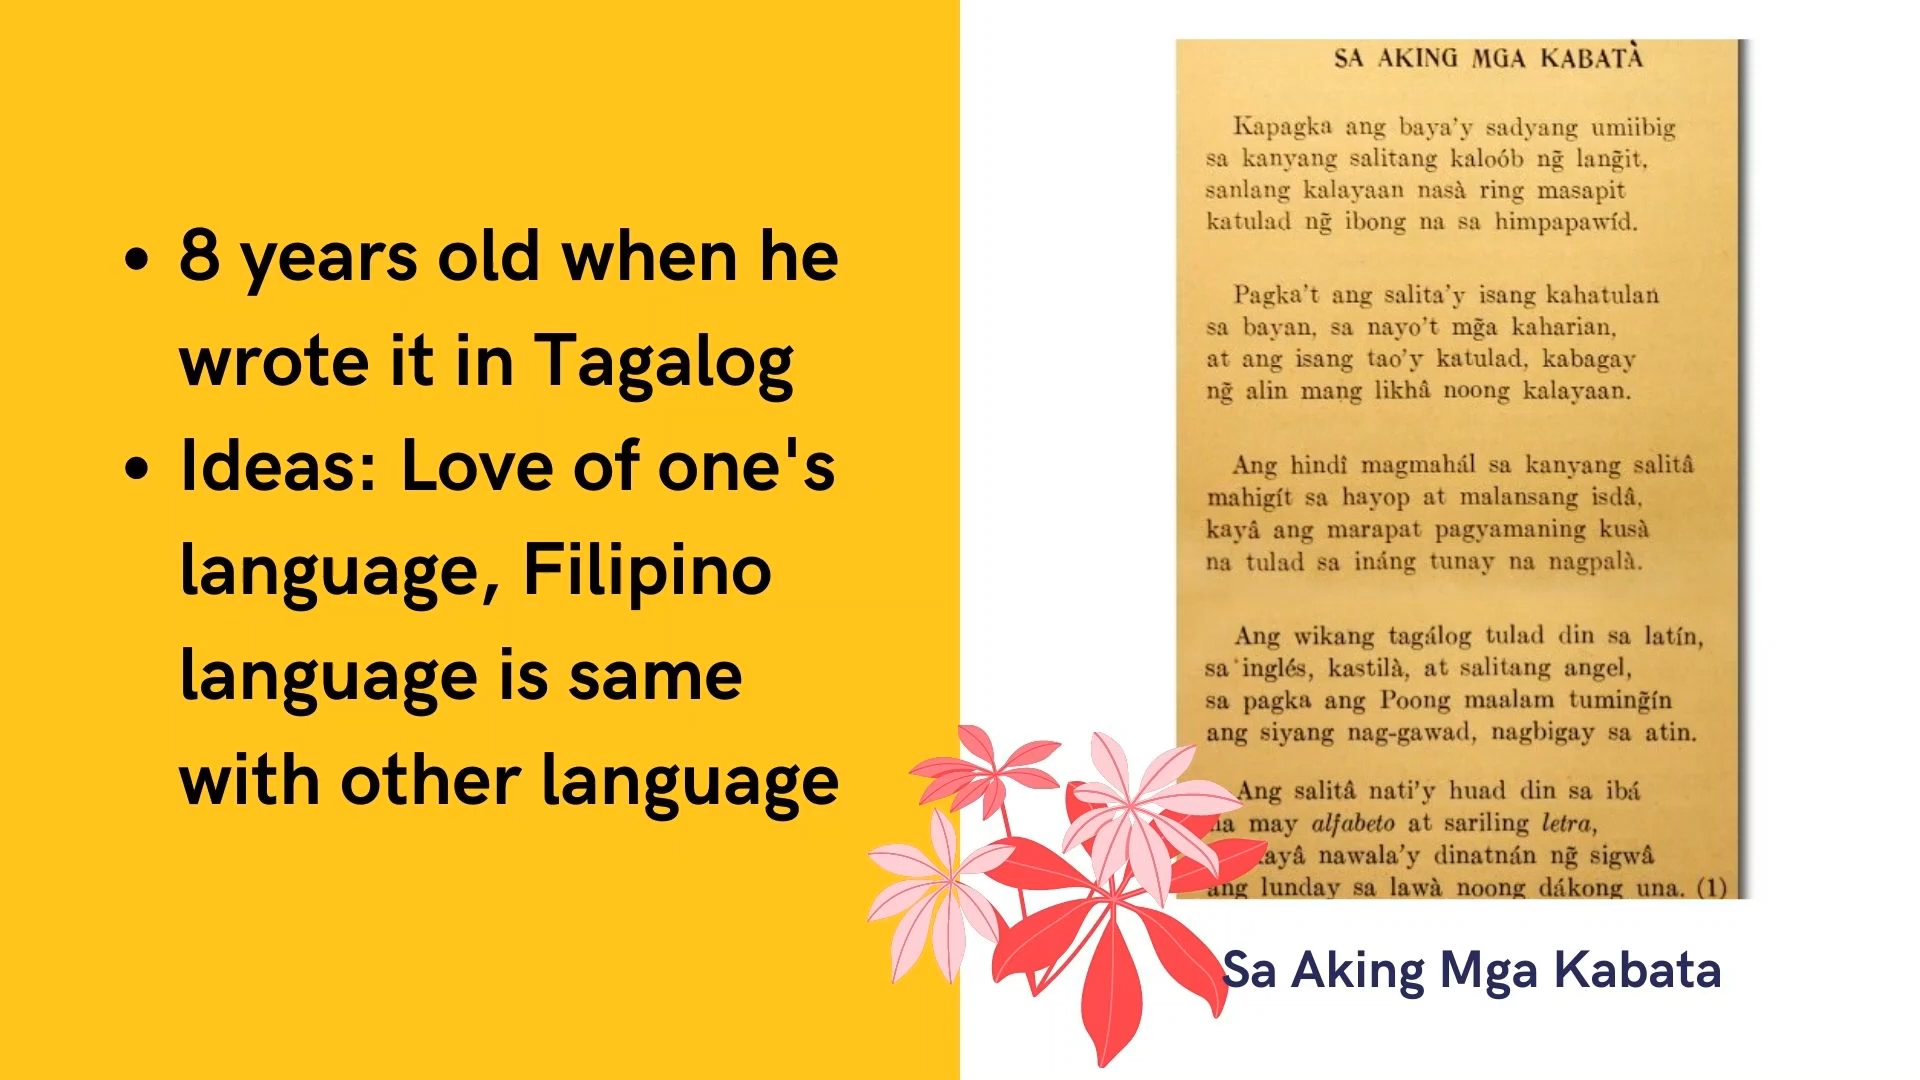 • 8 years old when he
wrote it in Tagalog
• Ideas: Love of one's
language, Filipino
language is same
with other language
SA AKING MGA KABATÀ
Kapagka ang baya’y sadyang umiibig
sa kanyang salitang kaloób ng̃ lang̃it,
sanlang kalayaan nasà ring masapit
katulad ng̃ ibong na sa himpapawíd.
Pagka’t ang salita’y isang kahatulan
sa bayan, sa nayo’t mg̃a kaharian,
at ang isang tao’y katulad, kabagay
ng̃ alin mang likhâ noong kalayaan.
Ang hindî magmahál sa kanyang salitâ
mahigít sa hayop at malansang isdâ,
kayâ ang marapat pagyamaning kusà
na tulad sa ináng tunay na nagpalà.
Ang wikang tagálog tulad din sa latín,
sa inglés, kastilà, at salitang angel,
sa pagka ang Poong maalam tuming̃ín
ang siyang nag-gawad, nagbigay sa atin.
Ang salitâ nati’y huad din sa ibá
na may alfabeto at sariling letra,
kayâ nawala’y dinatnán ng̃ sigwâ
ang lunday sa lawà noong dákong una. (1)
Sa Aking Mga Kabata